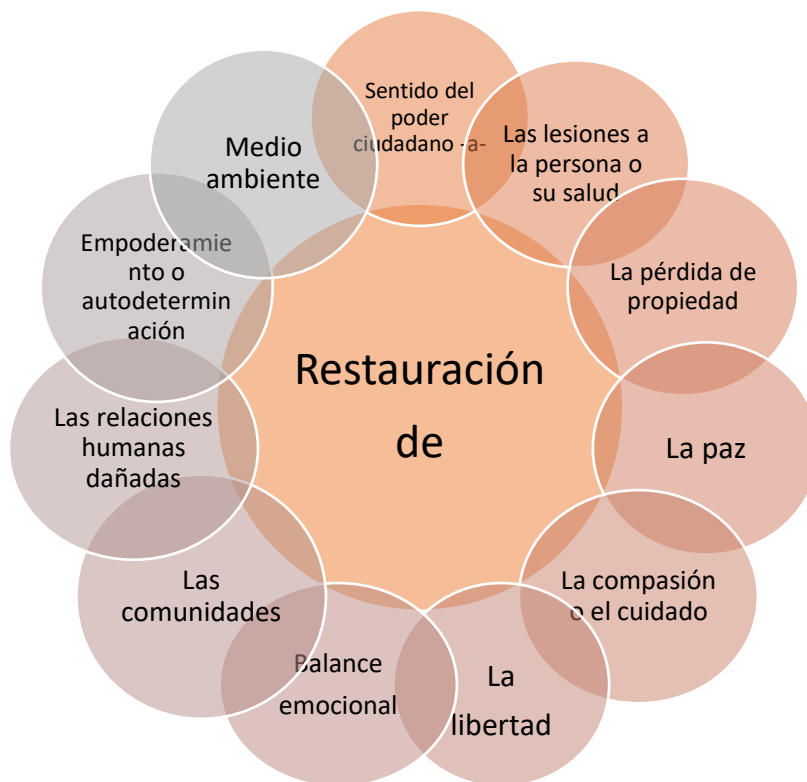 Restauración
de
Sentido del
poder
ciudadano -a-
Las lesiones a
la persona o
su salud
La pérdida de
propiedad
La paz
La compasión
o el cuidado
La
libertad
Balance
emocional
Las
comunidades
Las relaciones
humanas
dañadas
Empoderamie
nto o
autodetermin
ación
Medio
ambiente